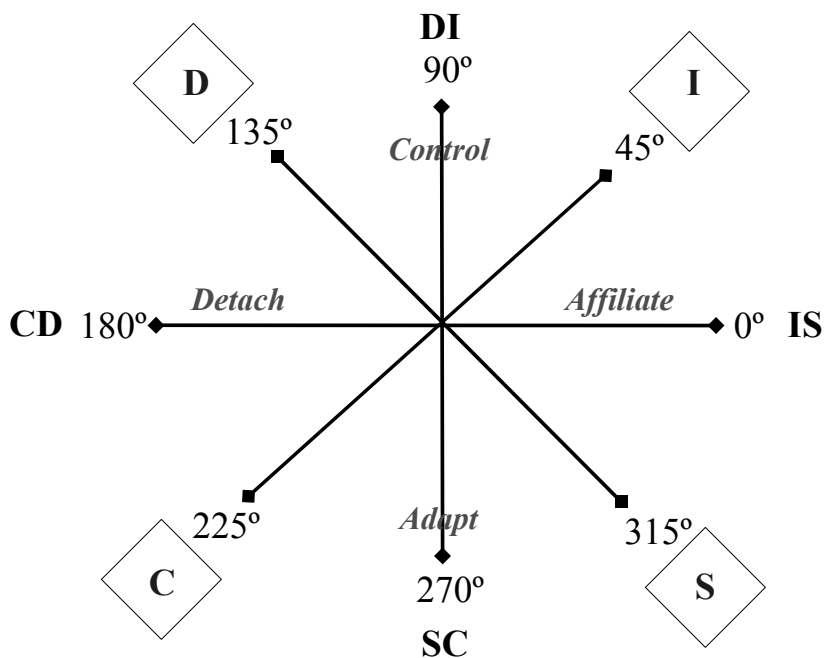 DI
90º
D
I
135º
45º
Control
Detach
Affiliate
CD 180º
0º IS
Adapt
225º
315º
C
S
270º
SC